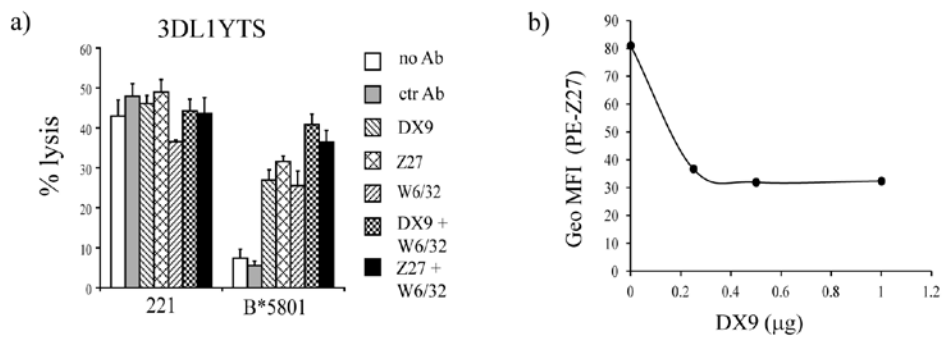 a)
3DL1YTS
% lysis
60
50
40
30
20
10
0
221
B*5801
no Ab
ctr Ab
DX9
Z27
W6/32
DX9 +
W6/32
Z27 +
W6/32
b)
Geo MFI (PE-Z27)
90
80
70
60
50
40
30
20
10
0
0
0.2
0.4
0.6
0.8
1
1.2
DX9 (μg)